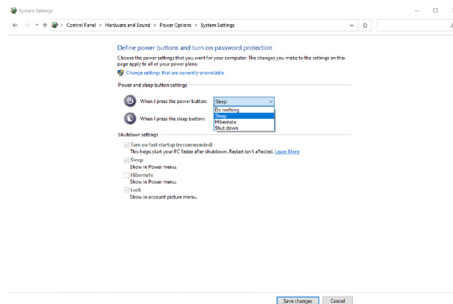 System Settings
Control Panel › Hardware and Sound › Power Options › System Settings
Define power buttons and turn on password protection
Choose the power settings that you want for your computer. The changes you make to the settings on this
page apply to all of your power plans.
Change settings that are currently unavailable
Power and sleep button settings
When I press the power button:
Sleep
Do nothing
Sleep
Hibernate
Shut down
When I press the sleep button:
Shutdown settings
Turn on fast startup (recommended)
This helps start your PC faster after shutdown. Restart isn't affected. Learn More
Sleep
Show in Power menu.
Hibernate
Show in Power menu.
Lock
Show in account picture menu.
Save changes
Cancel